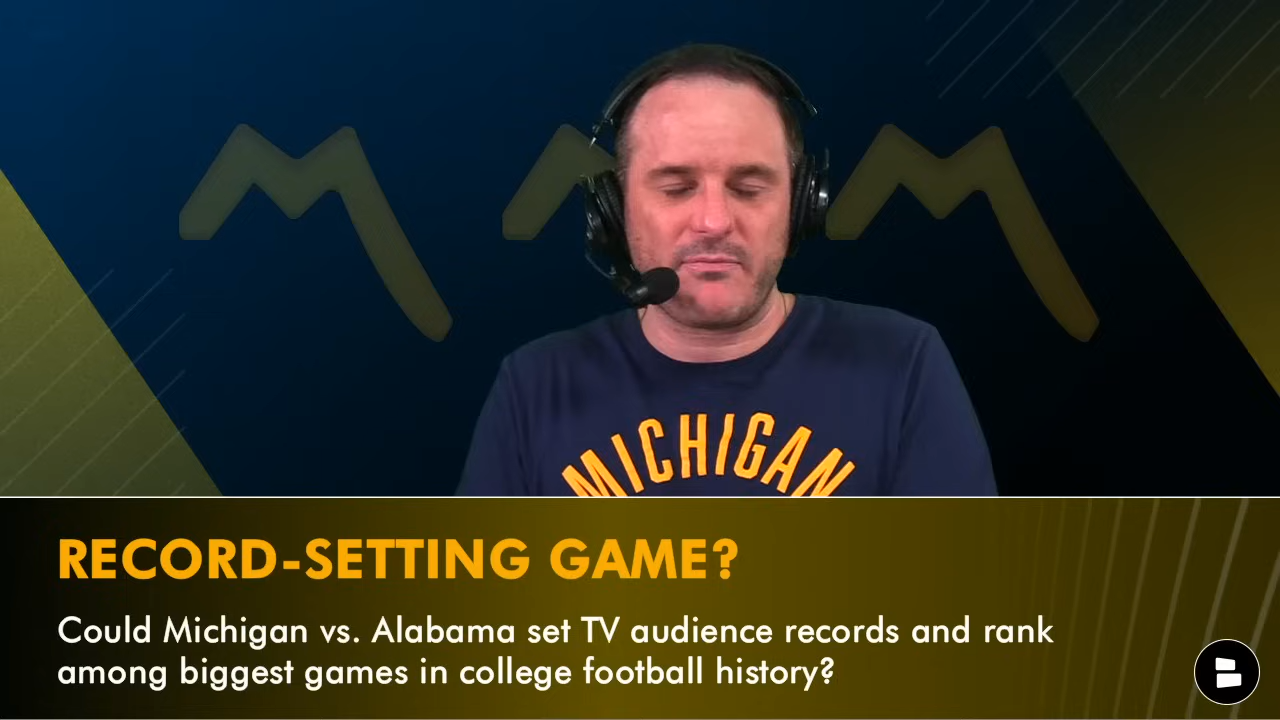 MICHIGAN
RECORD-SETTING GAME?
Could Michigan vs. Alabama set TV audience records and rank
among biggest games in college football history?